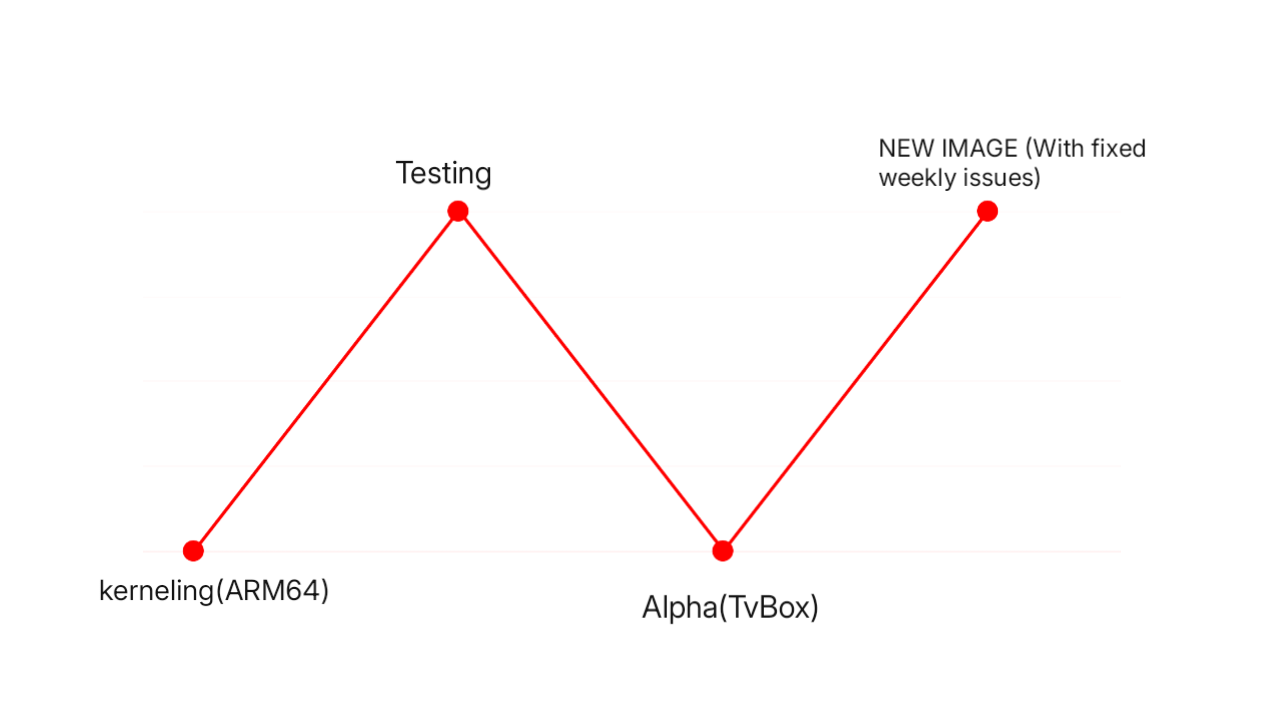 NEW IMAGE (With fixed
weekly issues)
Testing
kerneling(ARM64)
Alpha(TvBox)